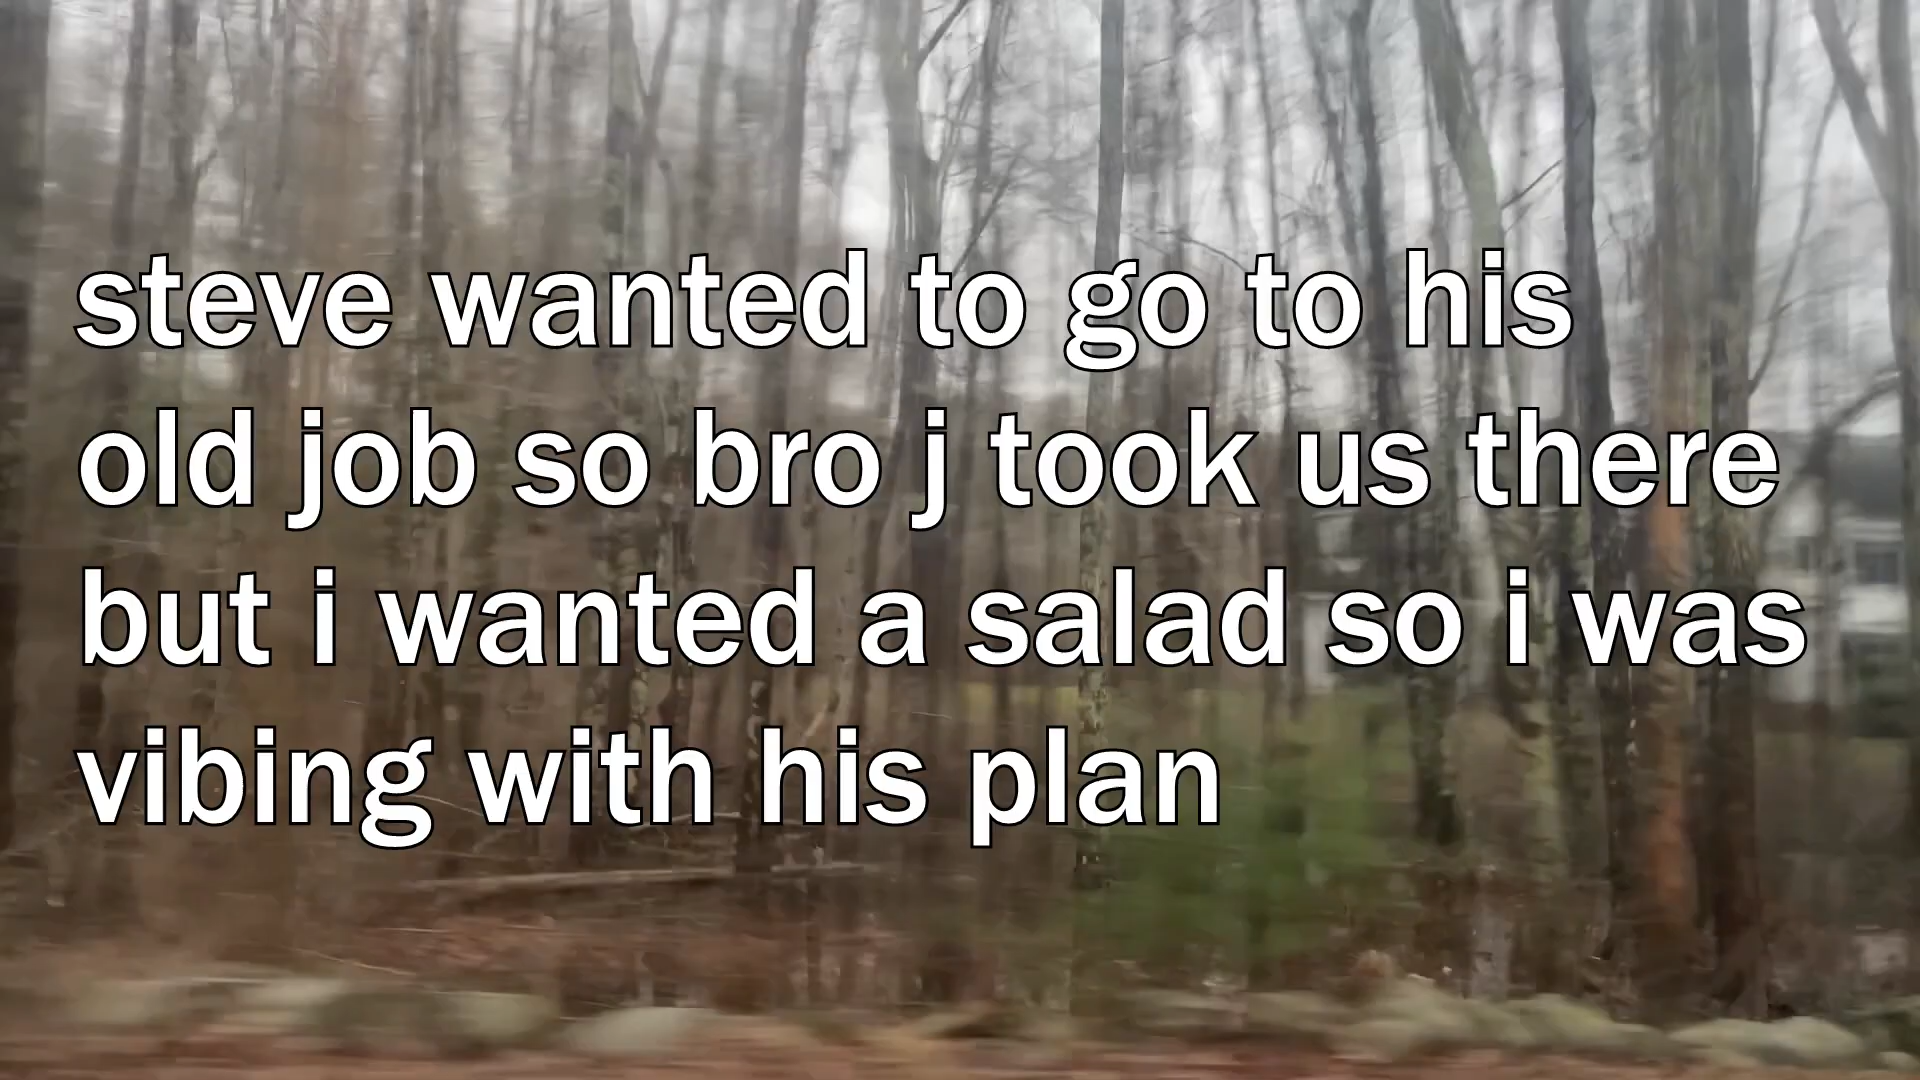 steve wanted to go to his
old job so bro j took us there
but i wanted a salad so i was
vibing with his plan